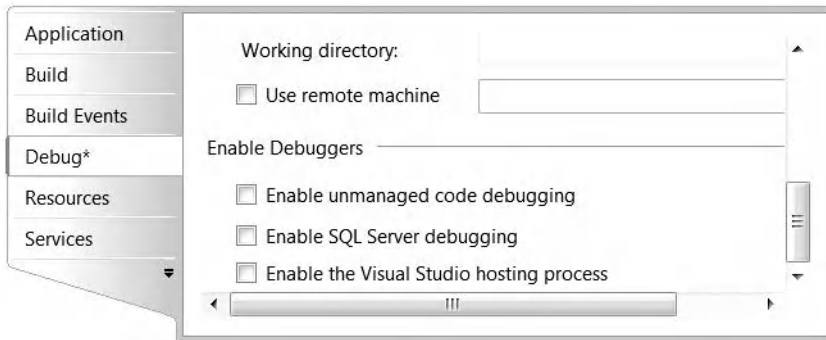 Application
Build
Build Events
Debug*
Resources
Services
Working directory:
Use remote machine
Enable Debuggers
Enable unmanaged code debugging
Enable SQL Server debugging
Enable the Visual Studio hosting process